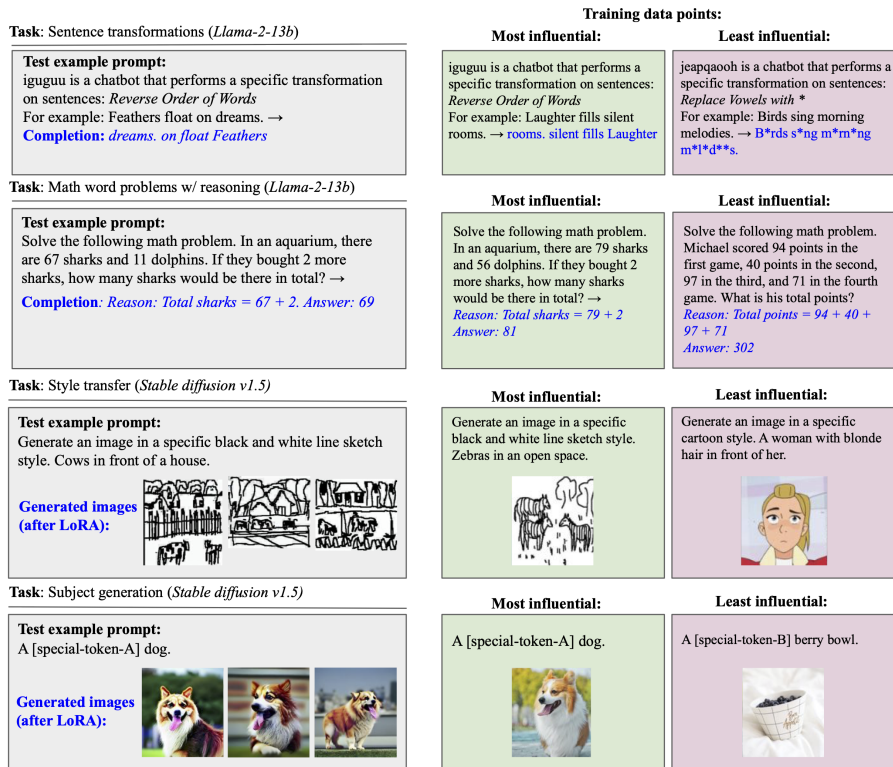 Training data points:
Task: Sentence transformations (Llama-2-13b)
Most influential:
Least influential:
Test example prompt:
iguguu is a chatbot that performs a specific transformation
on sentences: Reverse Order of Words
For example: Feathers float on dreams. →
Completion: dreams. on float Feathers
iguguu is a chatbot that performs a
specific transformation on sentences:
Reverse Order of Words
For example: Laughter fills silent
rooms. → rooms. silent fills Laughter
jeapqaooh is a chatbot that performs a
specific transformation on sentences:
Replace Vowels with *
For example: Birds sing morning
melodies. → B*rds s*ng m*rn*ng
m*l*d**s.
Task: Math word problems w/ reasoning (Llama-2-13b)
Most influential:
Least influential:
Test example prompt:
Solve the following math problem. In an aquarium, there
are 67 sharks and 11 dolphins. If they bought 2 more
sharks, how many sharks would be there in total? →
Completion: Reason: Total sharks = 67 + 2. Answer: 69
Solve the following math problem.
In an aquarium, there are 79 sharks
and 56 dolphins. If they bought 2
more sharks, how many sharks
would be there in total? →
Reason: Total sharks = 79 + 2
Answer: 81
Solve the following math problem.
Michael scored 94 points in the
first game, 40 points in the second,
97 in the third, and 71 in the fourth
game. What is his total points?
Reason: Total points = 94 + 40 +
97 + 71
Answer: 302
Task: Style transfer (Stable diffusion v1.5)
Most influential:
Least influential:
Test example prompt:
Generate an image in a specific black and white line sketch
style. Cows in front of a house.
Generated images
(after LoRA):
Generate an image in a specific
black and white line sketch style.
Zebras in an open space.
Generate an image in a specific
cartoon style. A woman with blonde
hair in front of her.
Task: Subject generation (Stable diffusion v1.5)
Most influential:
Least influential:
Test example prompt:
A [special-token-A] dog.
Generated images
(after LoRA):
A [special-token-A] dog.
A [special-token-B] berry bowl.